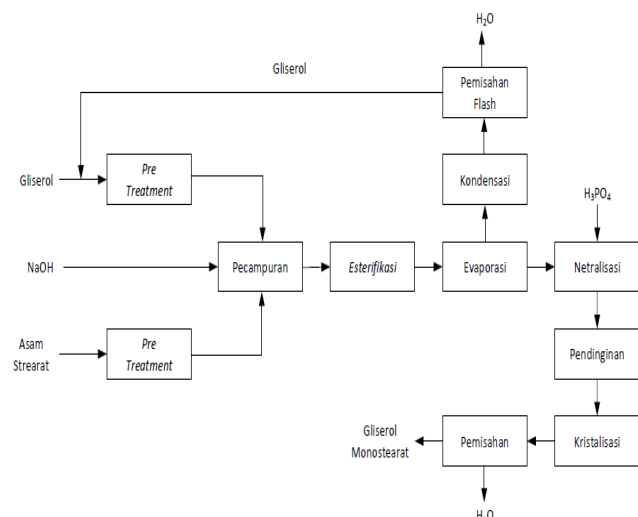 H₂O
Gliserol
Pemisahan
Flash
Gliserol
Pre
Treatment
Kondensasi
H₃PO₄
NaOH
Pecampuran
Esterifikasi
Evaporasi
Netralisasi
Asam
Strearat
Pre
Treatment
Pendinginan
Gliserol
Monostearat
Pemisahan
Kristalisasi
H₂O